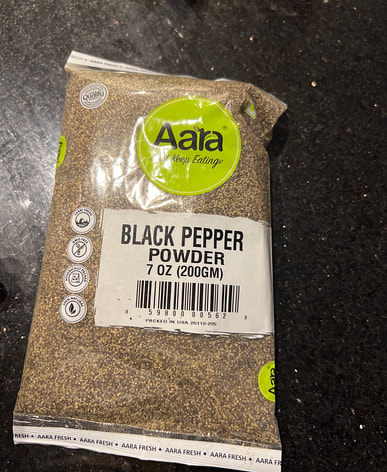 QUALITY
Aara
Keep Eating
BLACK PEPPER
POWDER
7 OZ (200GM)
PACKED IN USA
Aara
FRESH • AARA FRESH • AARA FRESH • AARA FRESH • AARA F